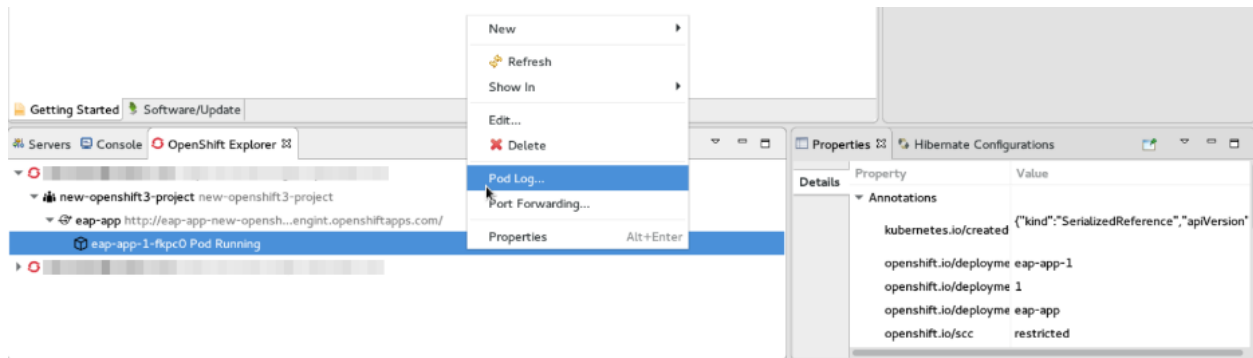 New
Refresh
Show In
Edit...
Delete
Pod Log...
Port Forwarding...
Properties Alt+Enter
Getting Started Software/Update
Servers Console OpenShift Explorer
new-openshift3-project new-openshift3-project
eap-app http://eap-app-new-opensh...engint.openshiftapps.com/
eap-app-1-fkpc0 Pod Running
Properties Hibernate Configurations
Details
Property Value
Annotations
kubernetes.io/created {"kind":"SerializedReference","apiVersion"
openshift.io/deployme eap-app-1
openshift.io/deployme 1
openshift.io/deployme eap-app
openshift.io/scc restricted